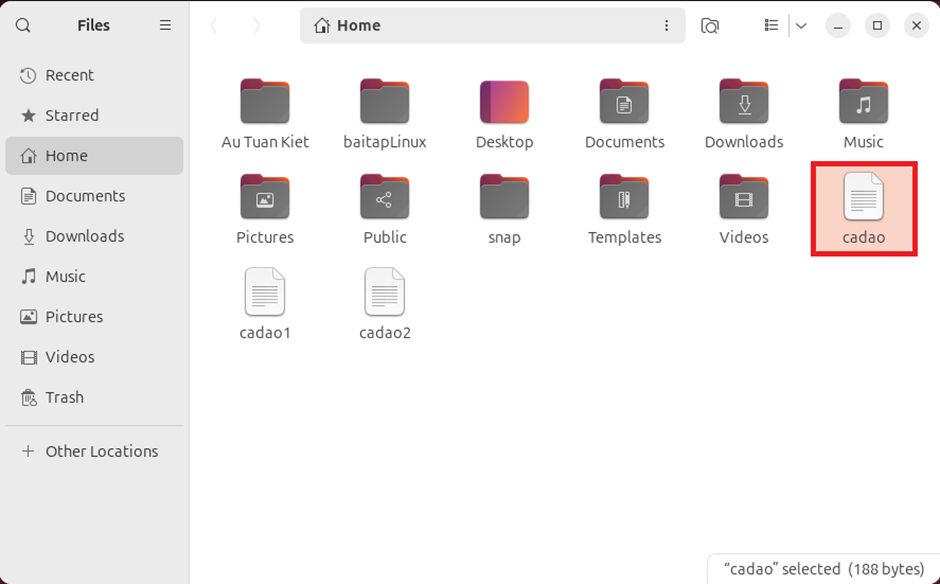 Files
Home
Recent
Starred
Home
Documents
Downloads
Music
Pictures
Videos
Trash
Other Locations
Au Tuan Kiet
baitapLinux
Desktop
Documents
Downloads
Music
Pictures
Public
snap
Templates
Videos
cadao
cadao1
cadao2
“cadao” selected (188 bytes)